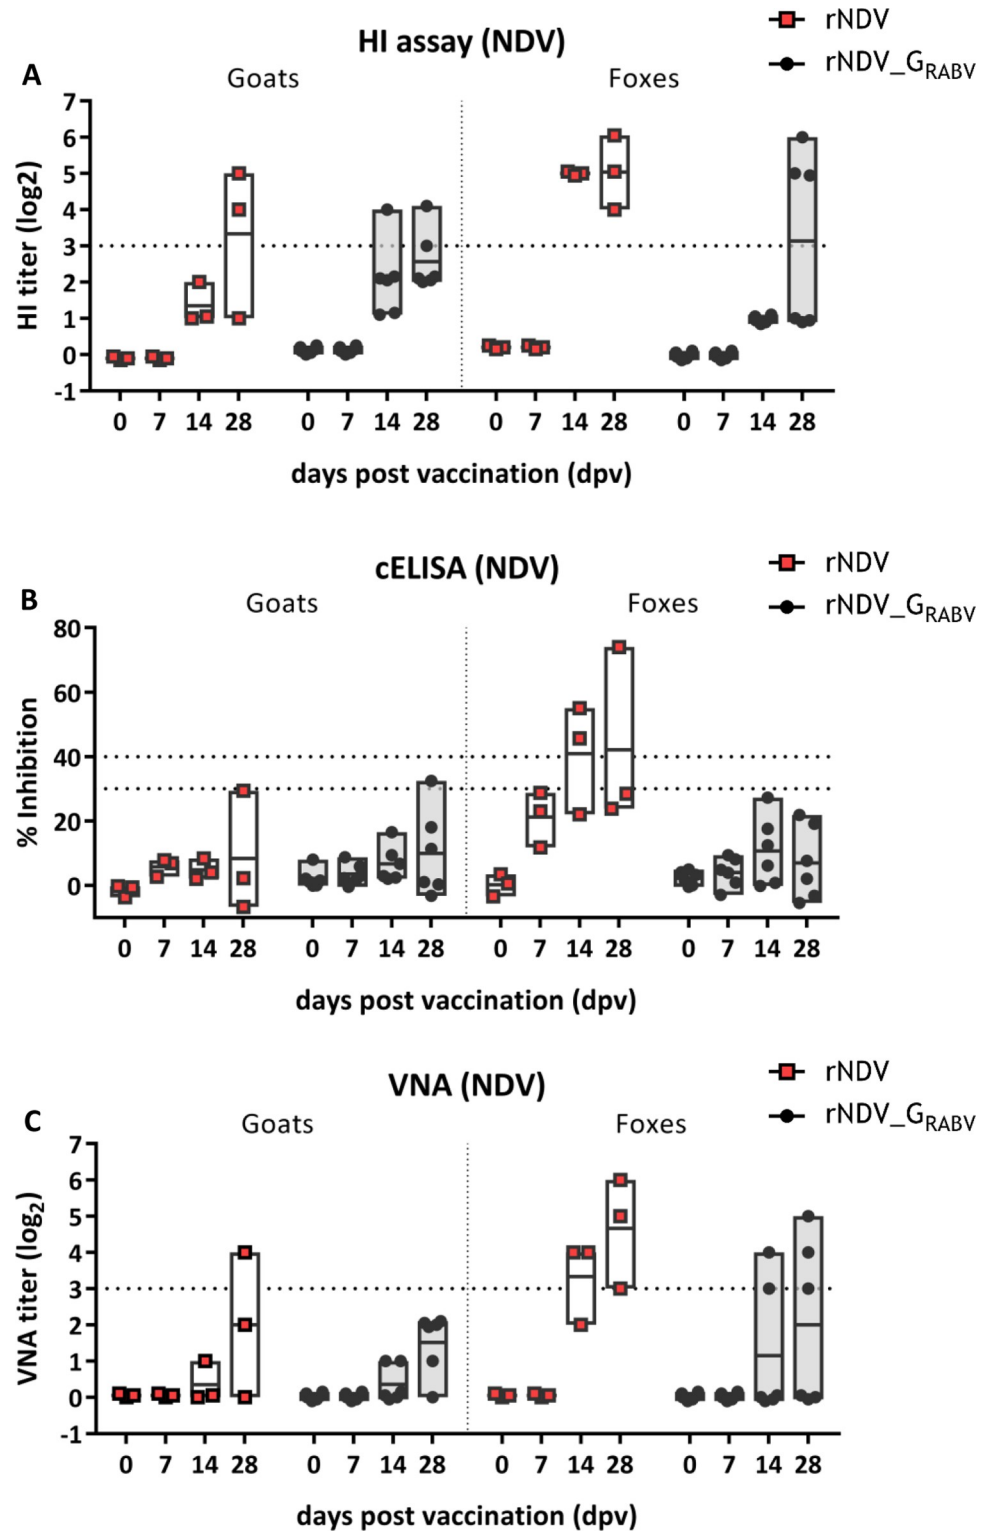 HI assay (NDV)
rNDV
rNDV_GRABV
A
Goats
Foxes
HI titer (log2)
7
6
5
4
3
2
1
0
-1
0 7 14 28 0 7 14 28 0 7 14 28 0 7 14 28
days post vaccination (dpv)
cELISA (NDV)
rNDV
rNDV_GRABV
B
Goats
Foxes
% Inhibition
80
60
40
20
0
0 7 14 28 0 7 14 28 0 7 14 28 0 7 14 28
days post vaccination (dpv)
VNA (NDV)
rNDV
rNDV_GRABV
C
Goats
Foxes
VNA titer (log2)
7
6
5
4
3
2
1
0
-1
0 7 14 28 0 7 14 28 0 7 14 28 0 7 14 28
days post vaccination (dpv)